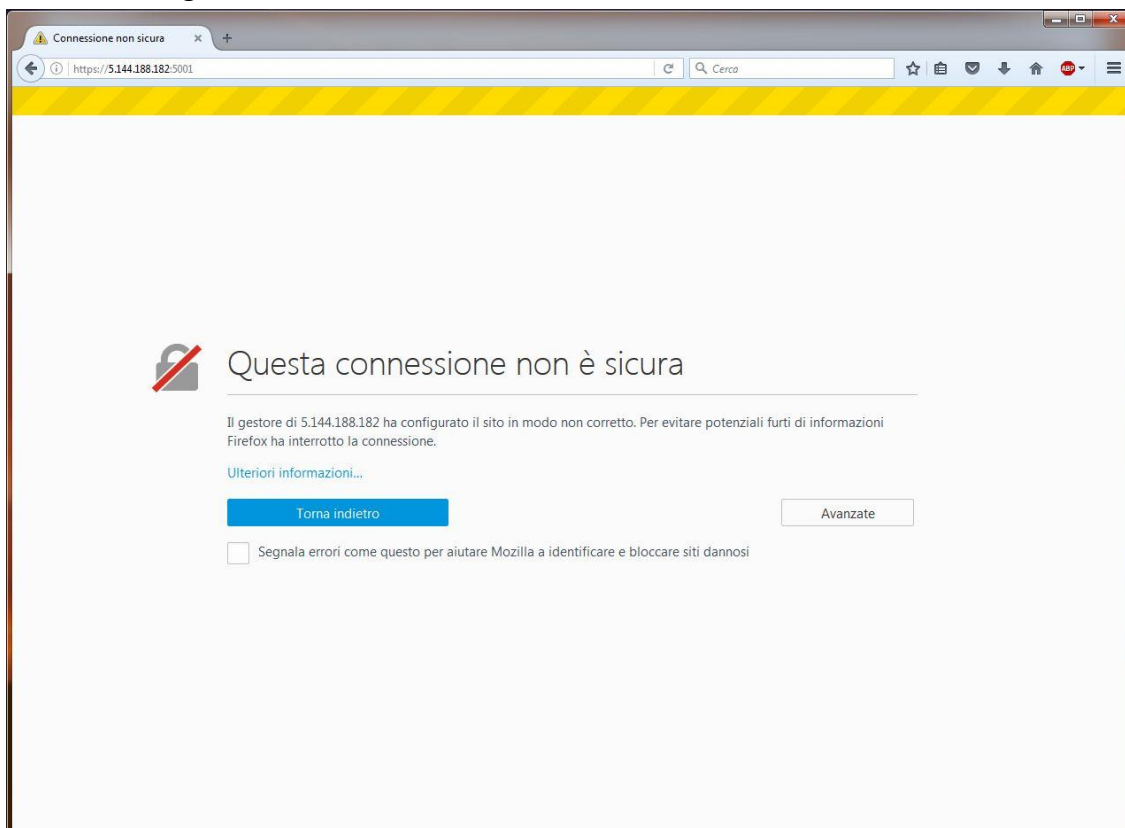 Connessione non sicura
https://5.144.188.182:5001
Cerca
ABP
Questa connessione non è sicura
Il gestore di 5.144.188.182 ha configurato il sito in modo non corretto. Per evitare potenziali furti di informazioni
Firefox ha interrotto la connessione.
Ulteriori informazioni...
Torna indietro
Avanzate
Segnala errori come questo per aiutare Mozilla a identificare e bloccare siti dannosi